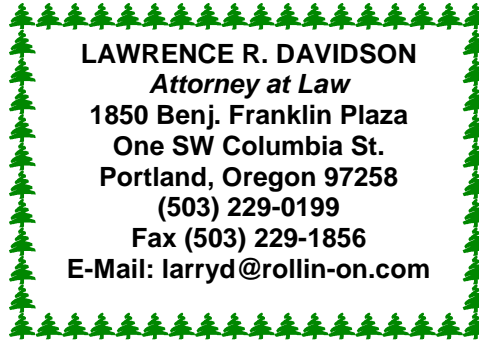 LAWRENCE R. DAVIDSON
Attorney at Law
1850 Benj. Franklin Plaza
One SW Columbia St.
Portland, Oregon 97258
(503) 229-0199
Fax (503) 229-1856
E-Mail: larryd@rollin-on.com